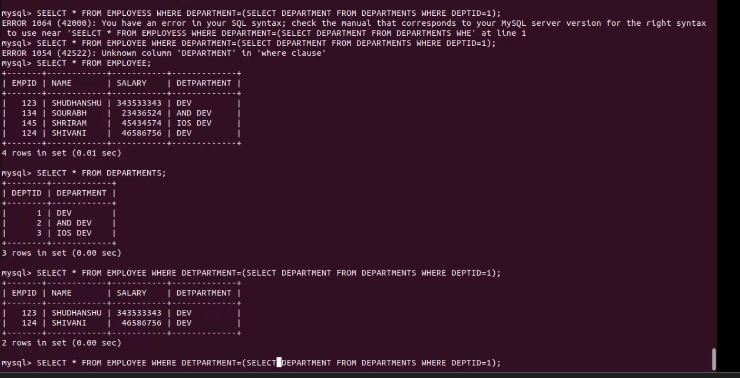 mysql> SEELCT * FROM EMPLOYESS WHERE DEPARTMENT=(SELECT DEPARTMENT FROM DEPARTMENTS WHERE DEPTID=1);
ERROR 1064 (42000): You have an error in your SQL syntax; check the manual that corresponds to your MySQL server version for the right syntax
to use near 'SEELCT * FROM EMPLOYESS WHERE DEPARTMENT=(SELECT DEPARTMENT FROM DEPARTMENTS WHE' at line 1
mysql> SELECT * FROM EMPLOYEE WHERE DEPARTMENT=(SELECT DEPARTMENT FROM DEPARTMENTS WHERE DEPTID=1);
ERROR 1054 (42S22): Unknown column 'DEPARTMENT' in 'where clause'
mysql> SELECT * FROM EMPLOYEE;
+-------+-----------+-----------+-------------+
| EMPID | NAME | SALARY | DETPARTMENT |
+-------+-----------+-----------+-------------+
| 123 | SHUDHANSHU | 343533343 | DEV |
| 134 | SOURABH | 23436524 | AND DEV |
| 145 | SHRIRAM | 45434574 | IOS DEV |
| 124 | SHIVANI | 46586756 | DEV |
+-------+-----------+-----------+-------------+
4 rows in set (0.01 sec)
mysql> SELECT * FROM DEPARTMENTS;
+--------+------------+
| DEPTID | DEPARTMENT |
+--------+------------+
| 1 | DEV |
| 2 | AND DEV |
| 3 | IOS DEV |
+--------+------------+
3 rows in set (0.00 sec)
mysql> SELECT * FROM EMPLOYEE WHERE DETPARTMENT=(SELECT DEPARTMENT FROM DEPARTMENTS WHERE DEPTID=1);
+-------+------------+-----------+-------------+
| EMPID | NAME | SALARY | DETPARTMENT |
+-------+------------+-----------+-------------+
| 123 | SHUDHANSHU | 343533343 | DEV |
| 124 | SHIVANI | 46586756 | DEV |
+-------+------------+-----------+-------------+
2 rows in set (0.00 sec)
mysql> SELECT * FROM EMPLOYEE WHERE DETPARTMENT=(SELECT DEPARTMENT FROM DEPARTMENTS WHERE DEPTID=1);